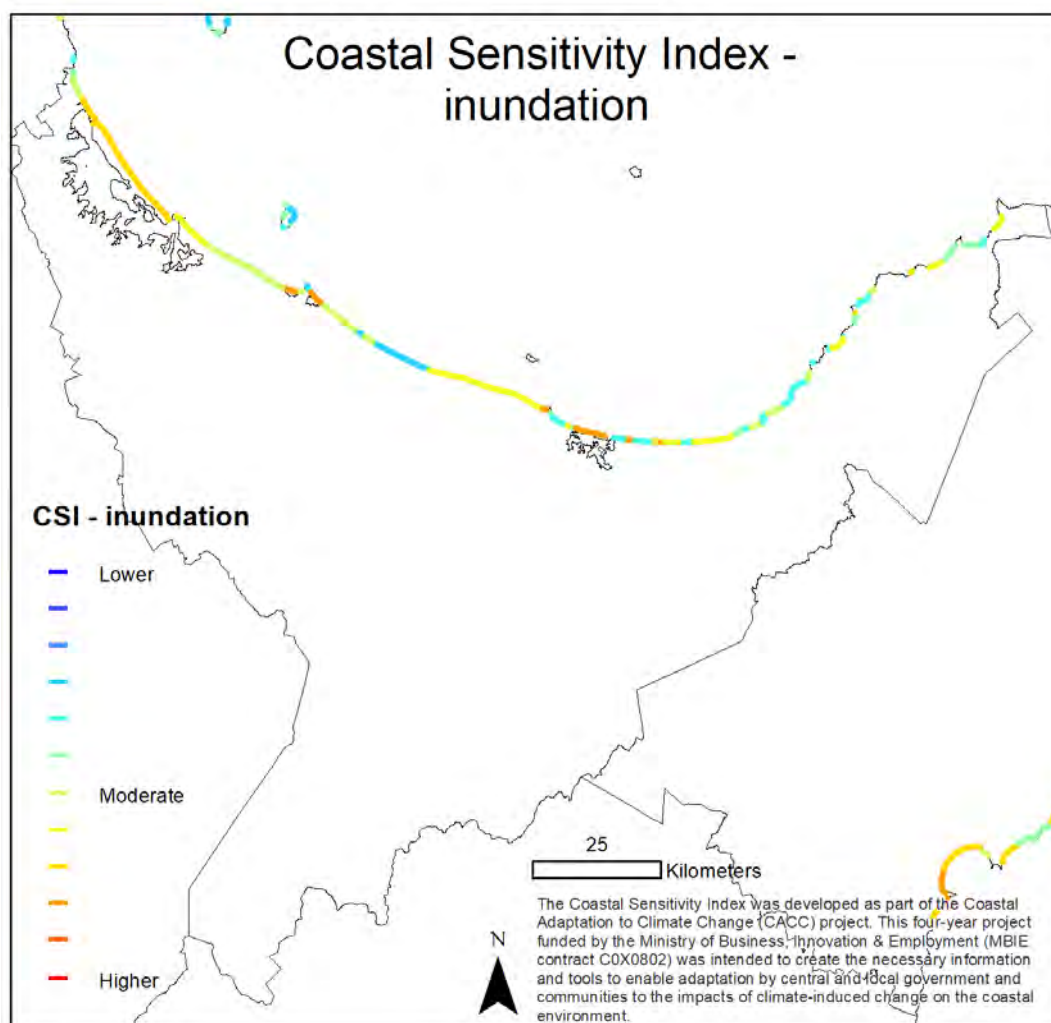 Coastal Sensitivity Index -
inundation
CSI - inundation
Lower
Moderate
Higher
25
Kilometers
N
The Coastal Sensitivity Index was developed as part of the Coastal
Adaptation to Climate Change (CACC) project. This four-year project
funded by the Ministry of Business, Innovation & Employment (MBIE
contract C0X0802) was intended to create the necessary information
and tools to enable adaptation by central and local government and
communities to the impacts of climate-induced change on the coastal
environment.